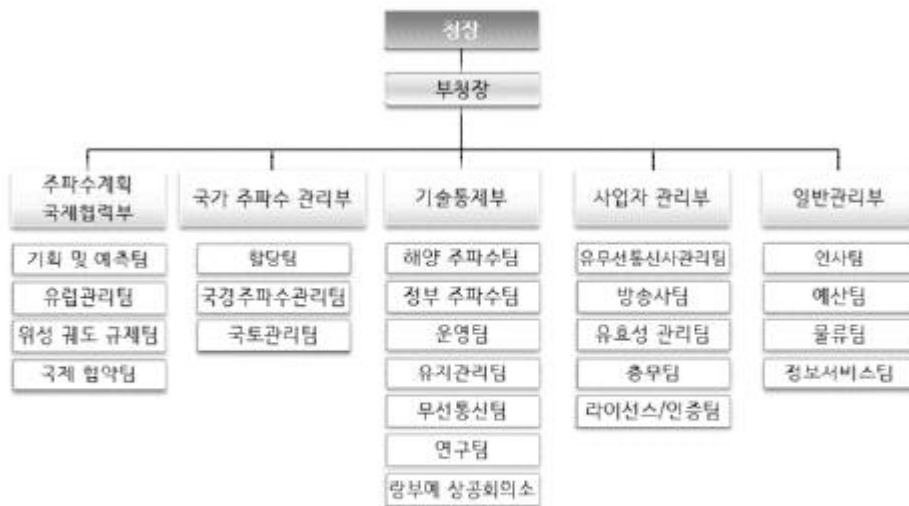 청장
부청장
주파수계획
국제협력부
기획 및 예측팀
유럽관리팀
위성 궤도 규제팀
국제 협약팀
국가 주파수 관리부
할당팀
국경주파수관리팀
국토관리팀
기술통제부
해양 주파수팀
정부 주파수팀
운영팀
유지관리팀
무선통신팀
연구팀
랑부예 상공회의소
사업자 관리부
유무선통신사관리팀
방송사팀
유효성 관리팀
총무팀
라이선스/인증팀
일반관리부
인사팀
예산팀
물류팀
정보서비스팀